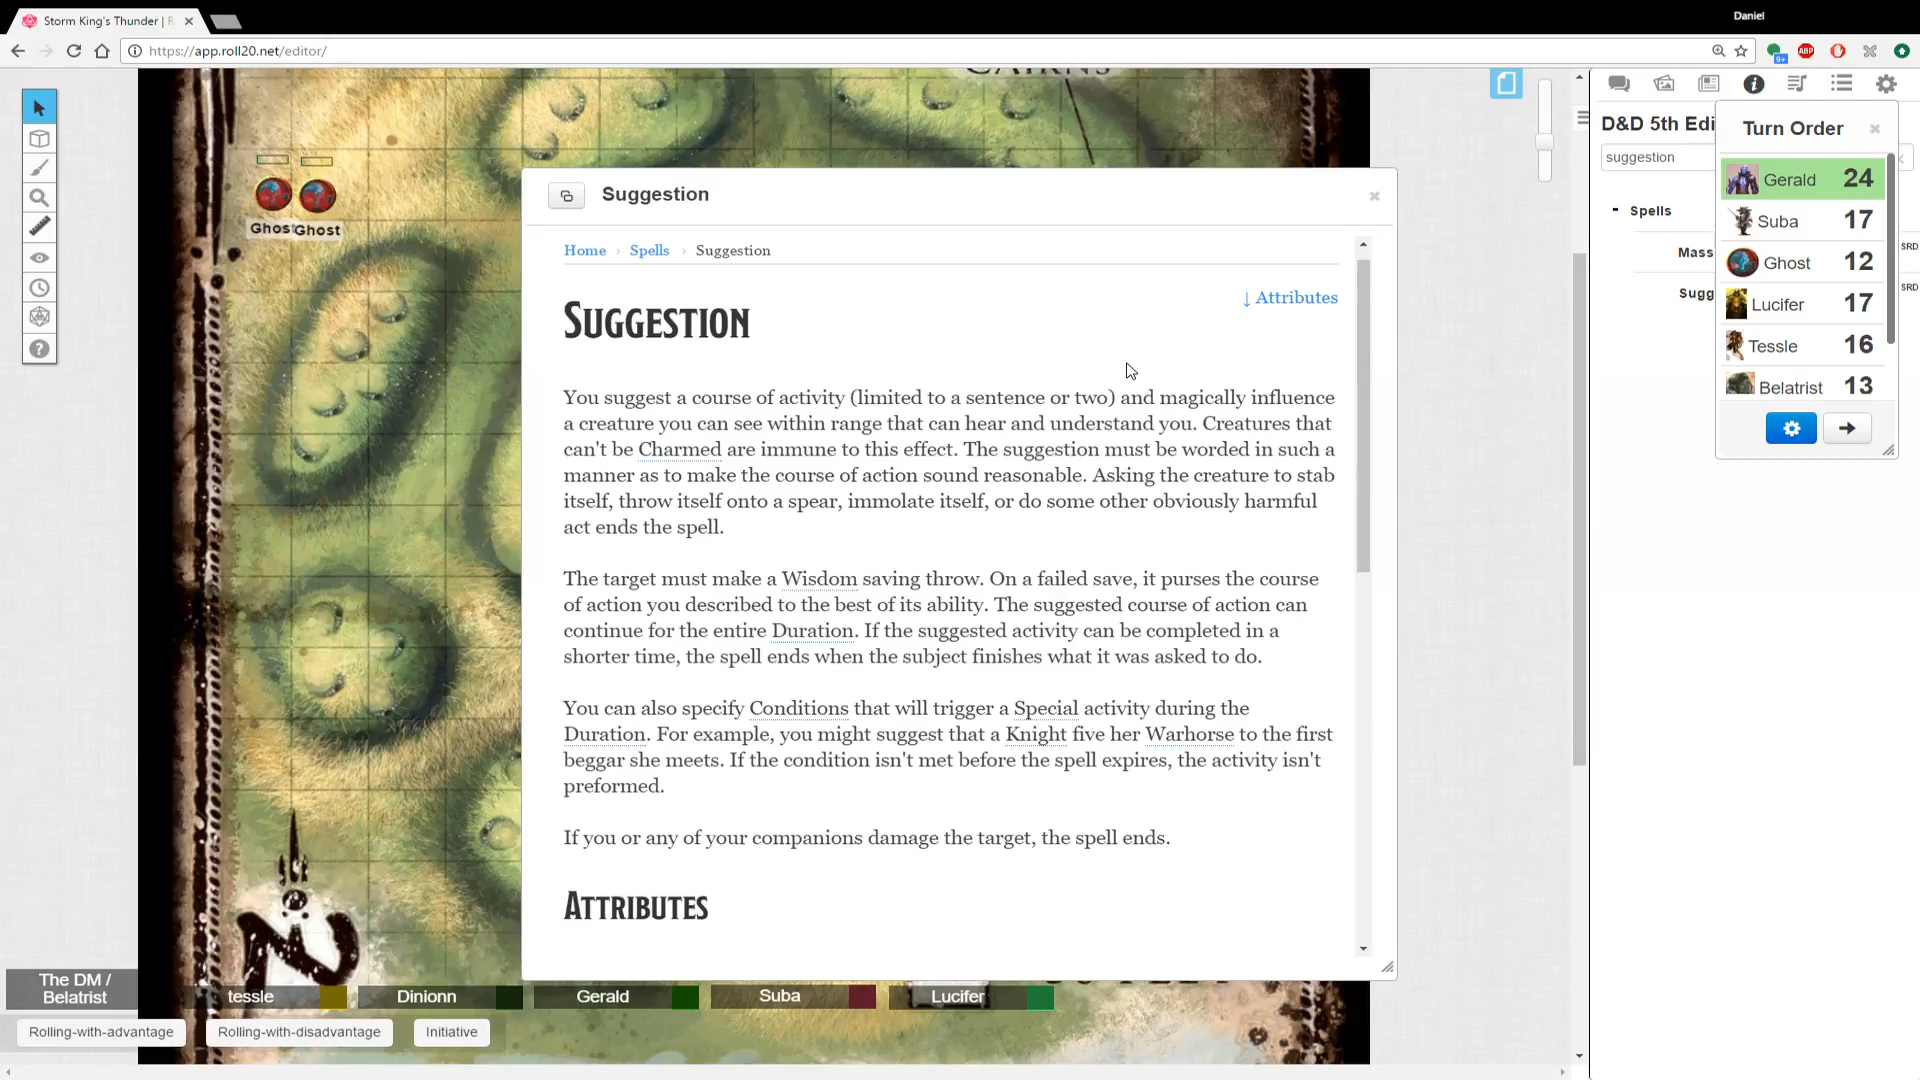 Storm King's Thunder | R
Daniel
https://app.roll20.net/editor/
9+
ABP
CAIRNS
Ghost Ghost
Suggestion
Home › Spells › Suggestion
↓ Attributes
SUGGESTION
You suggest a course of activity (limited to a sentence or two) and magically influence
a creature you can see within range that can hear and understand you. Creatures that
can't be Charmed are immune to this effect. The suggestion must be worded in such a
manner as to make the course of action sound reasonable. Asking the creature to stab
itself, throw itself onto a spear, immolate itself, or do some other obviously harmful
act ends the spell.
The target must make a Wisdom saving throw. On a failed save, it purses the course
of action you described to the best of its ability. The suggested course of action can
continue for the entire Duration. If the suggested activity can be completed in a
shorter time, the spell ends when the subject finishes what it was asked to do.
You can also specify Conditions that will trigger a Special activity during the
Duration. For example, you might suggest that a Knight five her Warhorse to the first
beggar she meets. If the condition isn't met before the spell expires, the activity isn't
preformed.
If you or any of your companions damage the target, the spell ends.
ATTRIBUTES
D&D 5th Edi
suggestion
- Spells
Mass
SRD
Sugg
SRD
Turn Order
Gerald 24
Suba 17
Ghost 12
Lucifer 17
Tessle 16
Belatrist 13
The DM /
Belatrist
tessle
Dinionn
Gerald
Suba
Lucifer
Rolling-with-advantage
Rolling-with-disadvantage
Initiative